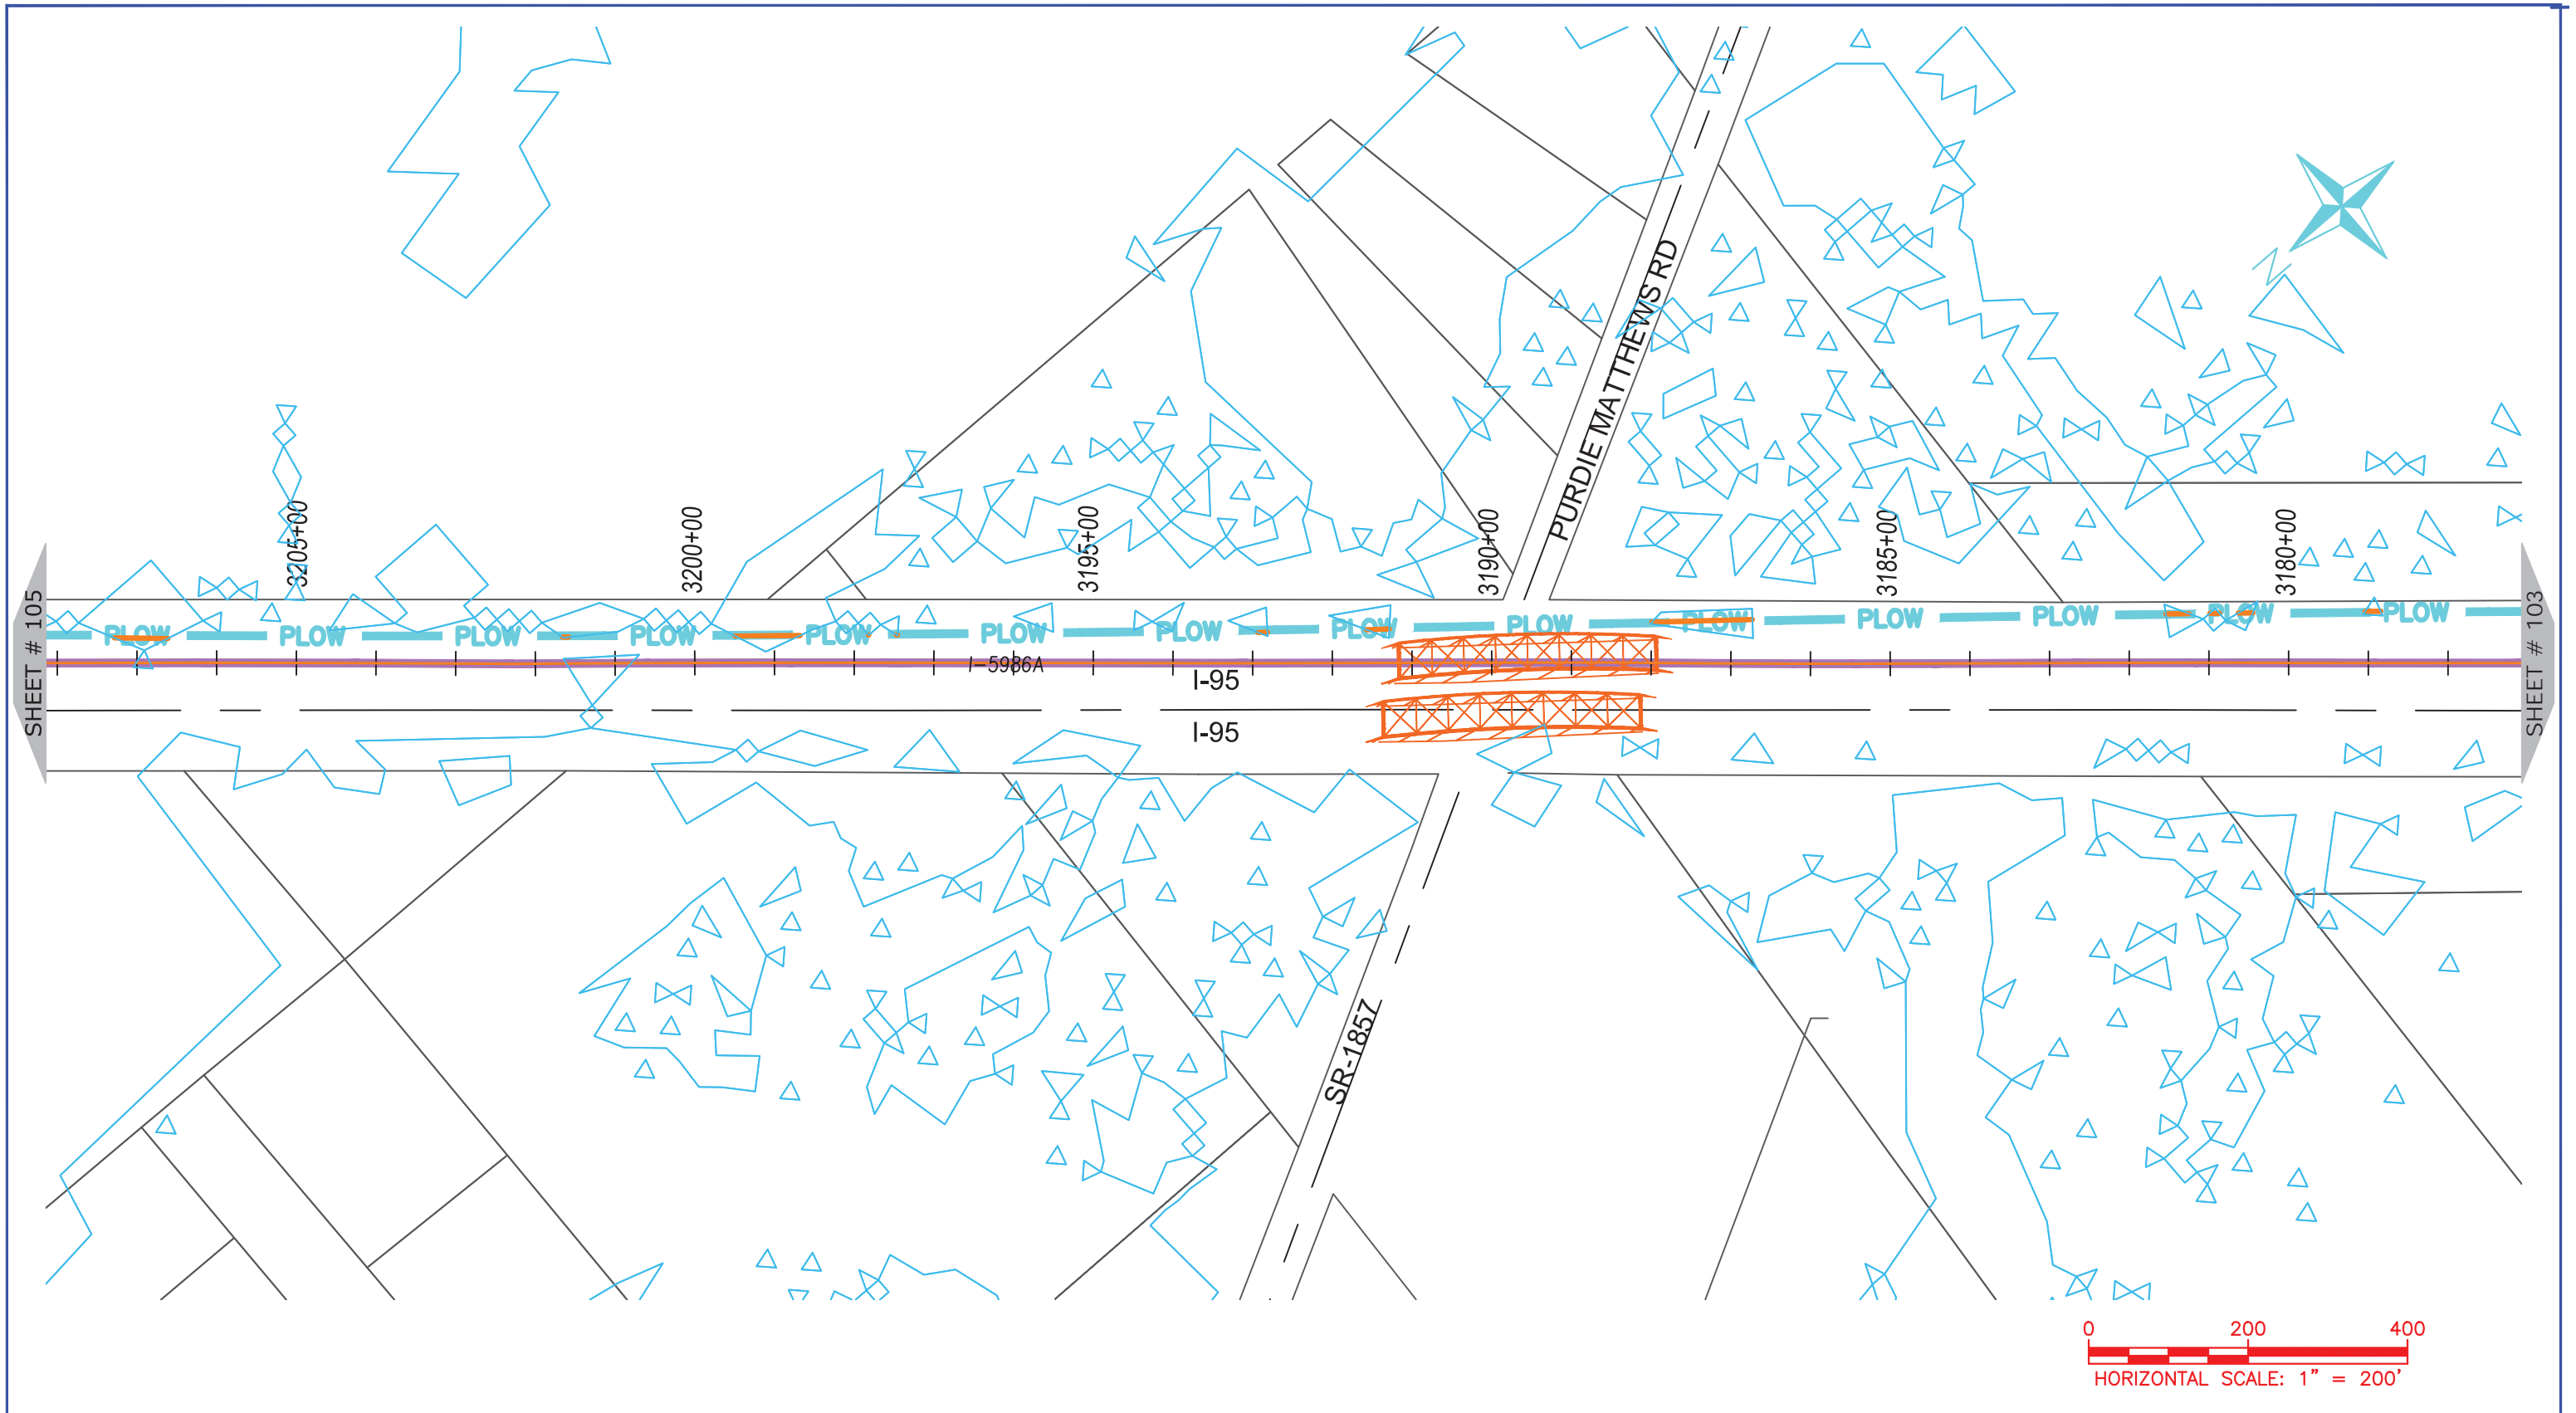 PURDIE MATTHEWS RD
3205+00
3200+00
3195+00
3190+00
3185+00
3180+00
SHEET # 105
PLOW PLOW PLOW PLOW PLOW PLOW PLOW PLOW PLOW PLOW PLOW PLOW PLOW PLOW
SHEET # 103
I-5986A
I-95
I-95
SR-1857
0 200 400
HORIZONTAL SCALE: 1” = 200’